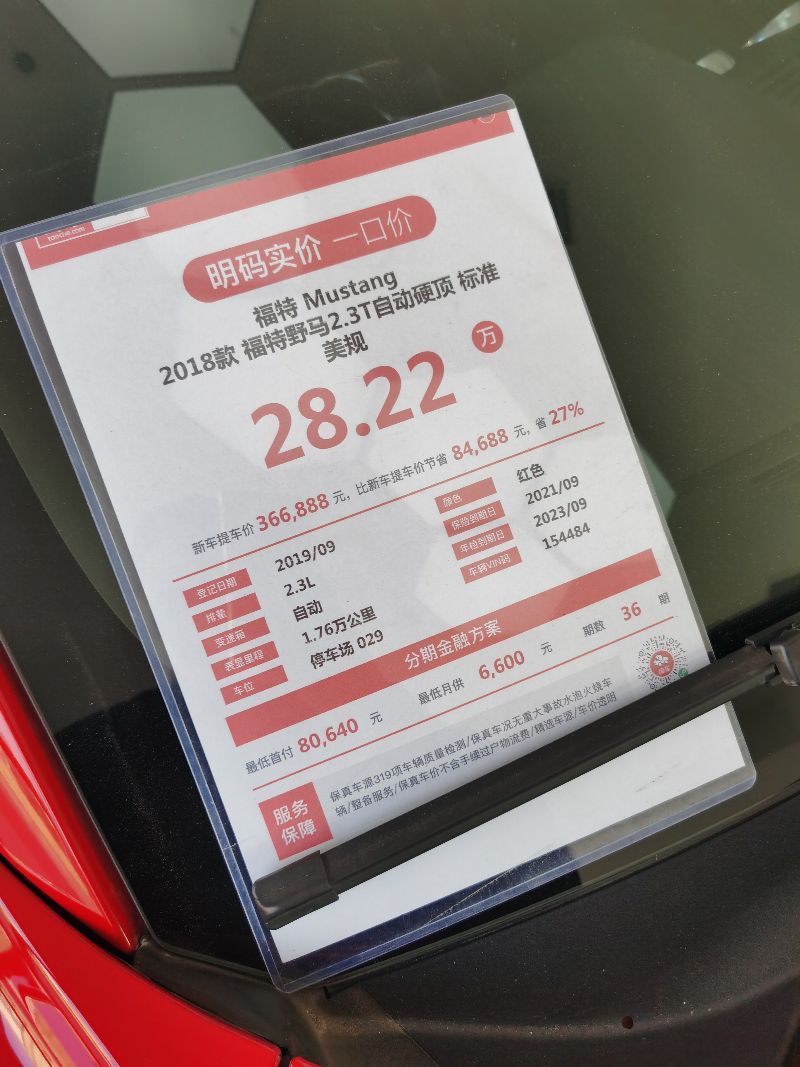 明码实价 一口价
福特 Mustang
2018款 福特野马2.3T自动硬顶 标准
美规
28.22 万
新车提车价 366,888 元，比新车提车价节省 84,688 元，省 27%
登记日期 2019/09 颜色 红色
排量 2.3L 保险到期日 2021/09
变速箱 自动 年检到期日 2023/09
表显里程 1.76万公里 车辆VIN码 154484
车位 停车场 029
分期金融方案
最低首付 80,640 元 最低月供 6,600 元 期数 36 期
服务
保障
保真车源319项车辆质量检测/保真车况无重大事故水泡火烧车
辆/整备服务/保真车价不含手续过户物流费/精选车源/车价透明